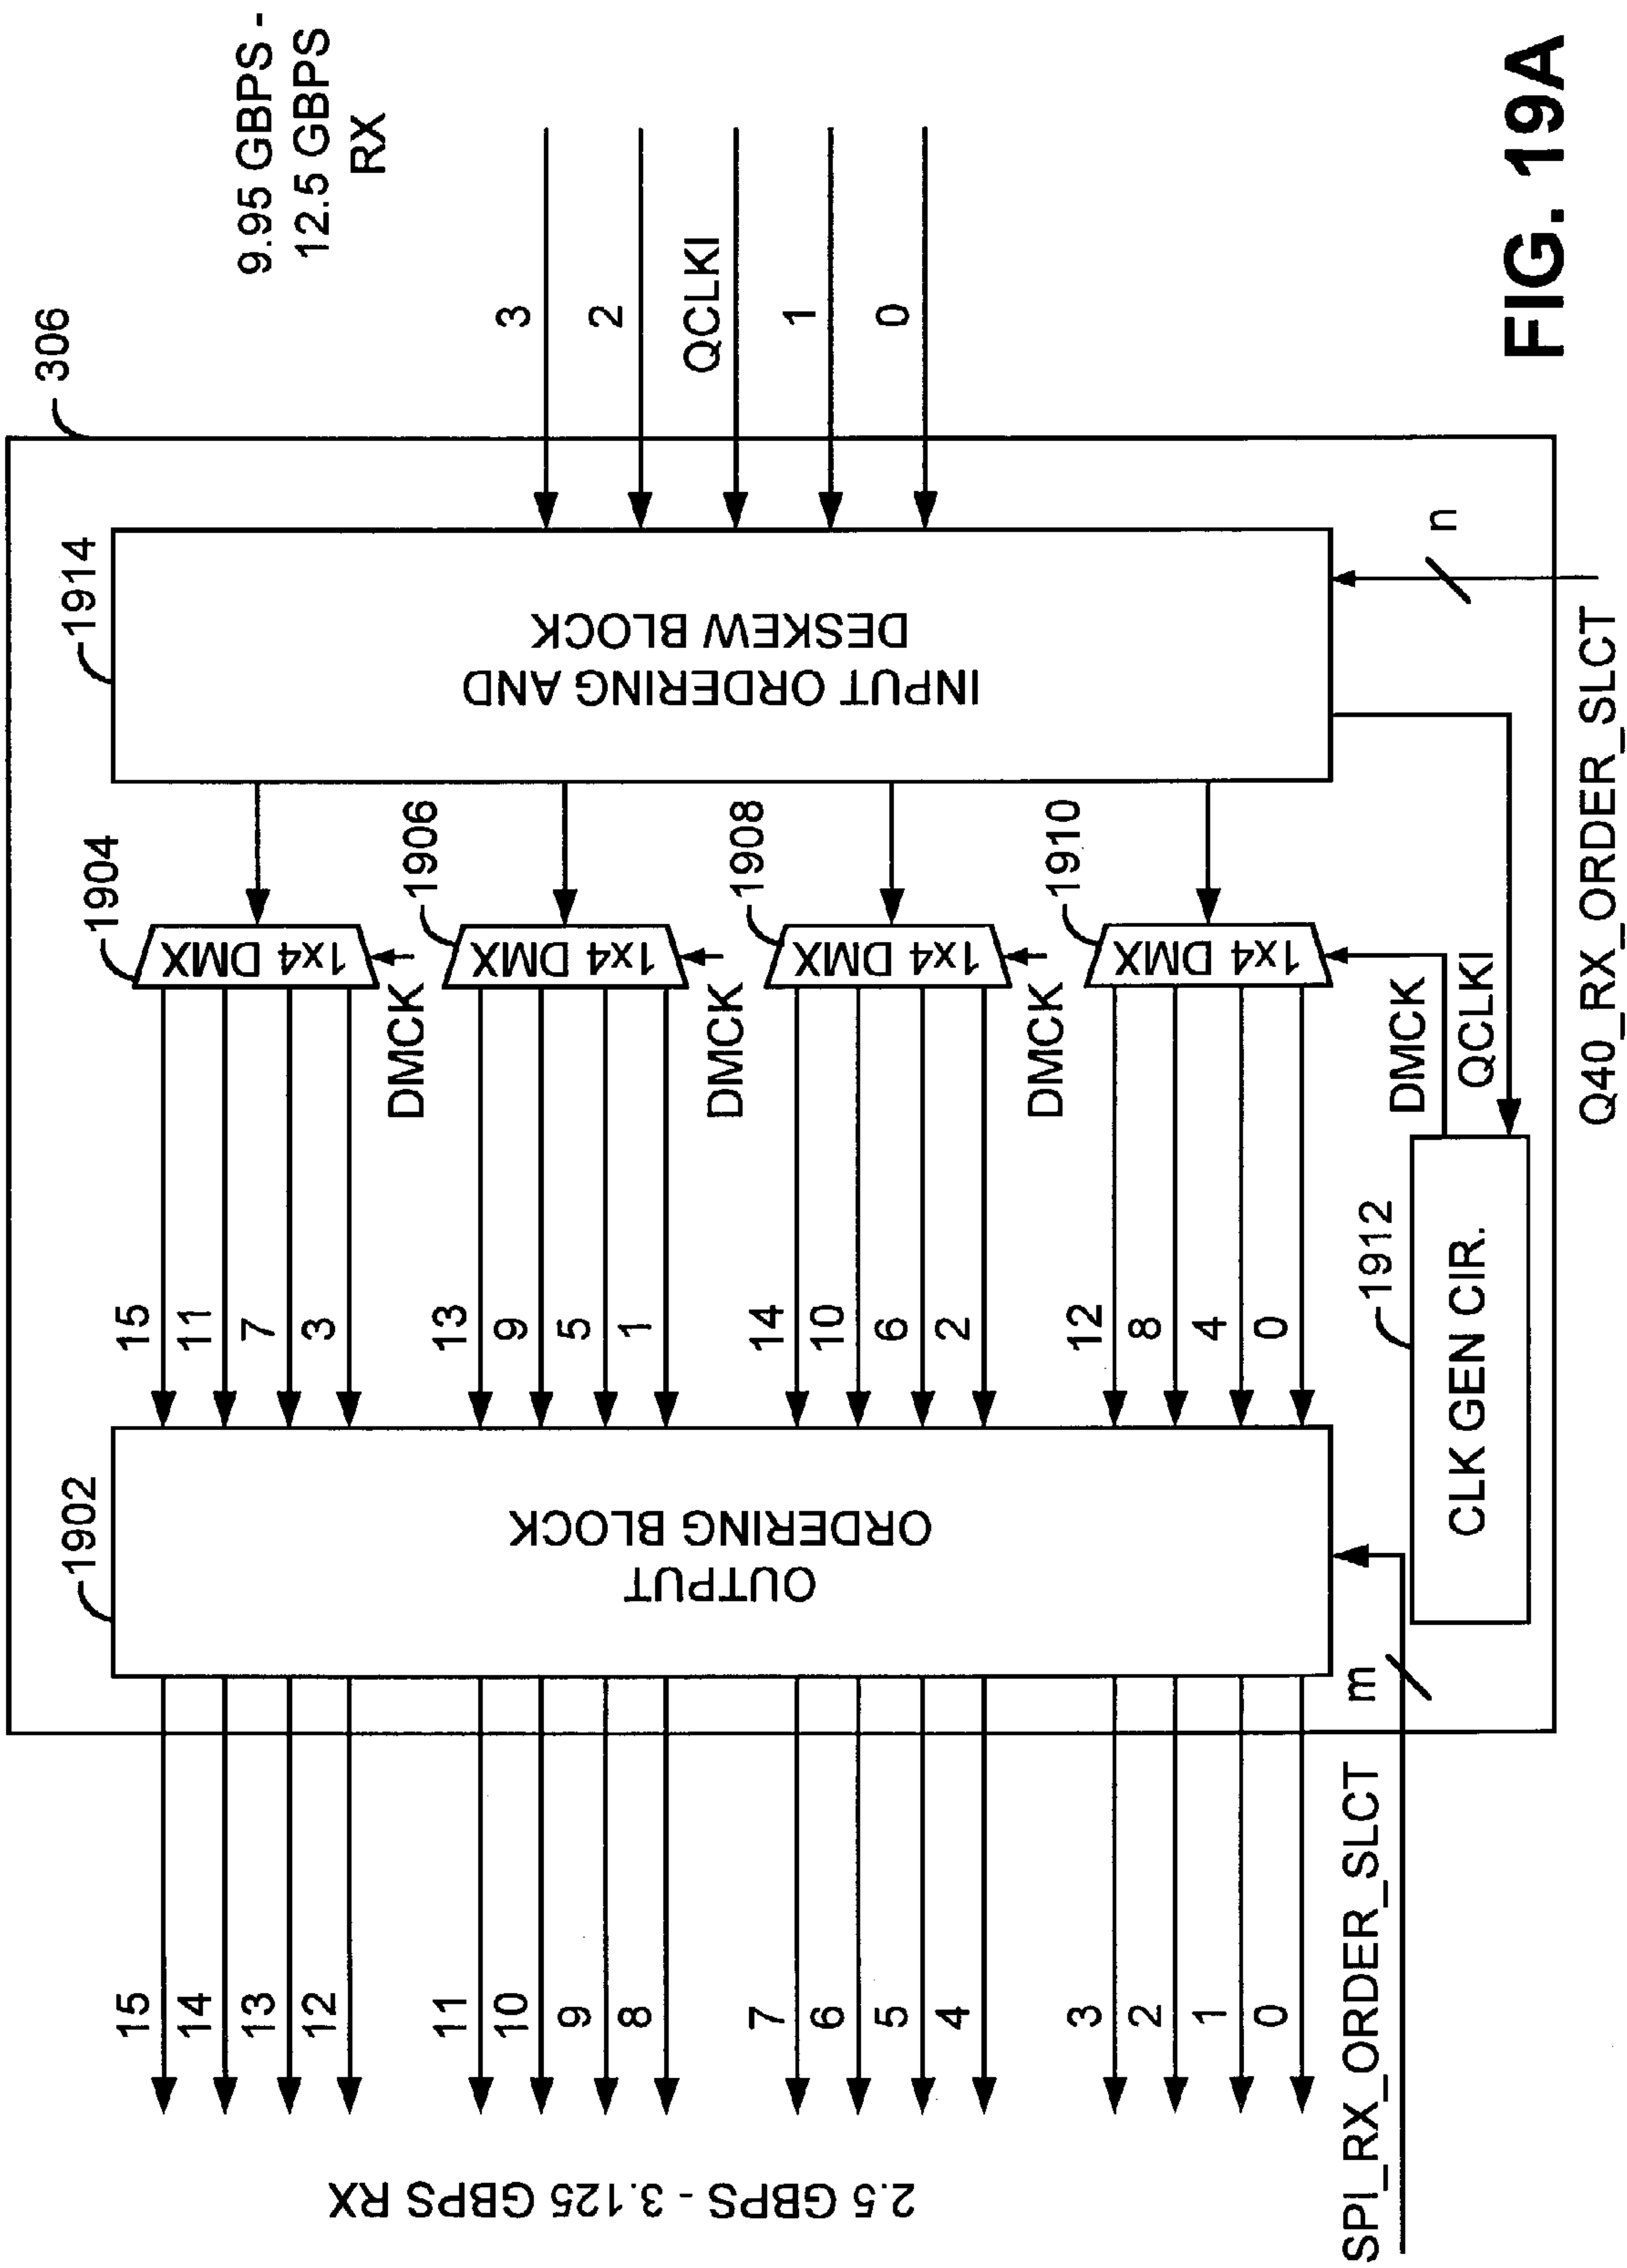 9.95 GBPS -
12.5 GBPS
RX
306
3
2
QCLKI
1
0
1914
INPUT ORDERING AND
DESKEW BLOCK
n
Q40_RX_ORDER_SLCT
1904
1x4 DMX
DMCK
1906
1x4 DMX
DMCK
1908
1x4 DMX
DMCK
1910
1x4 DMX
DMCK
QCLKI
1912
CLK GEN CIR.
15
11
7
3
13
9
5
1
14
10
6
2
12
8
4
0
1902
OUTPUT
ORDERING BLOCK
m
SPI_RX_ORDER_SLCT
15
14
13
12
11
10
9
8
7
6
5
4
3
2
1
0
2.5 GBPS - 3.125 GBPS RX
FIG. 19A